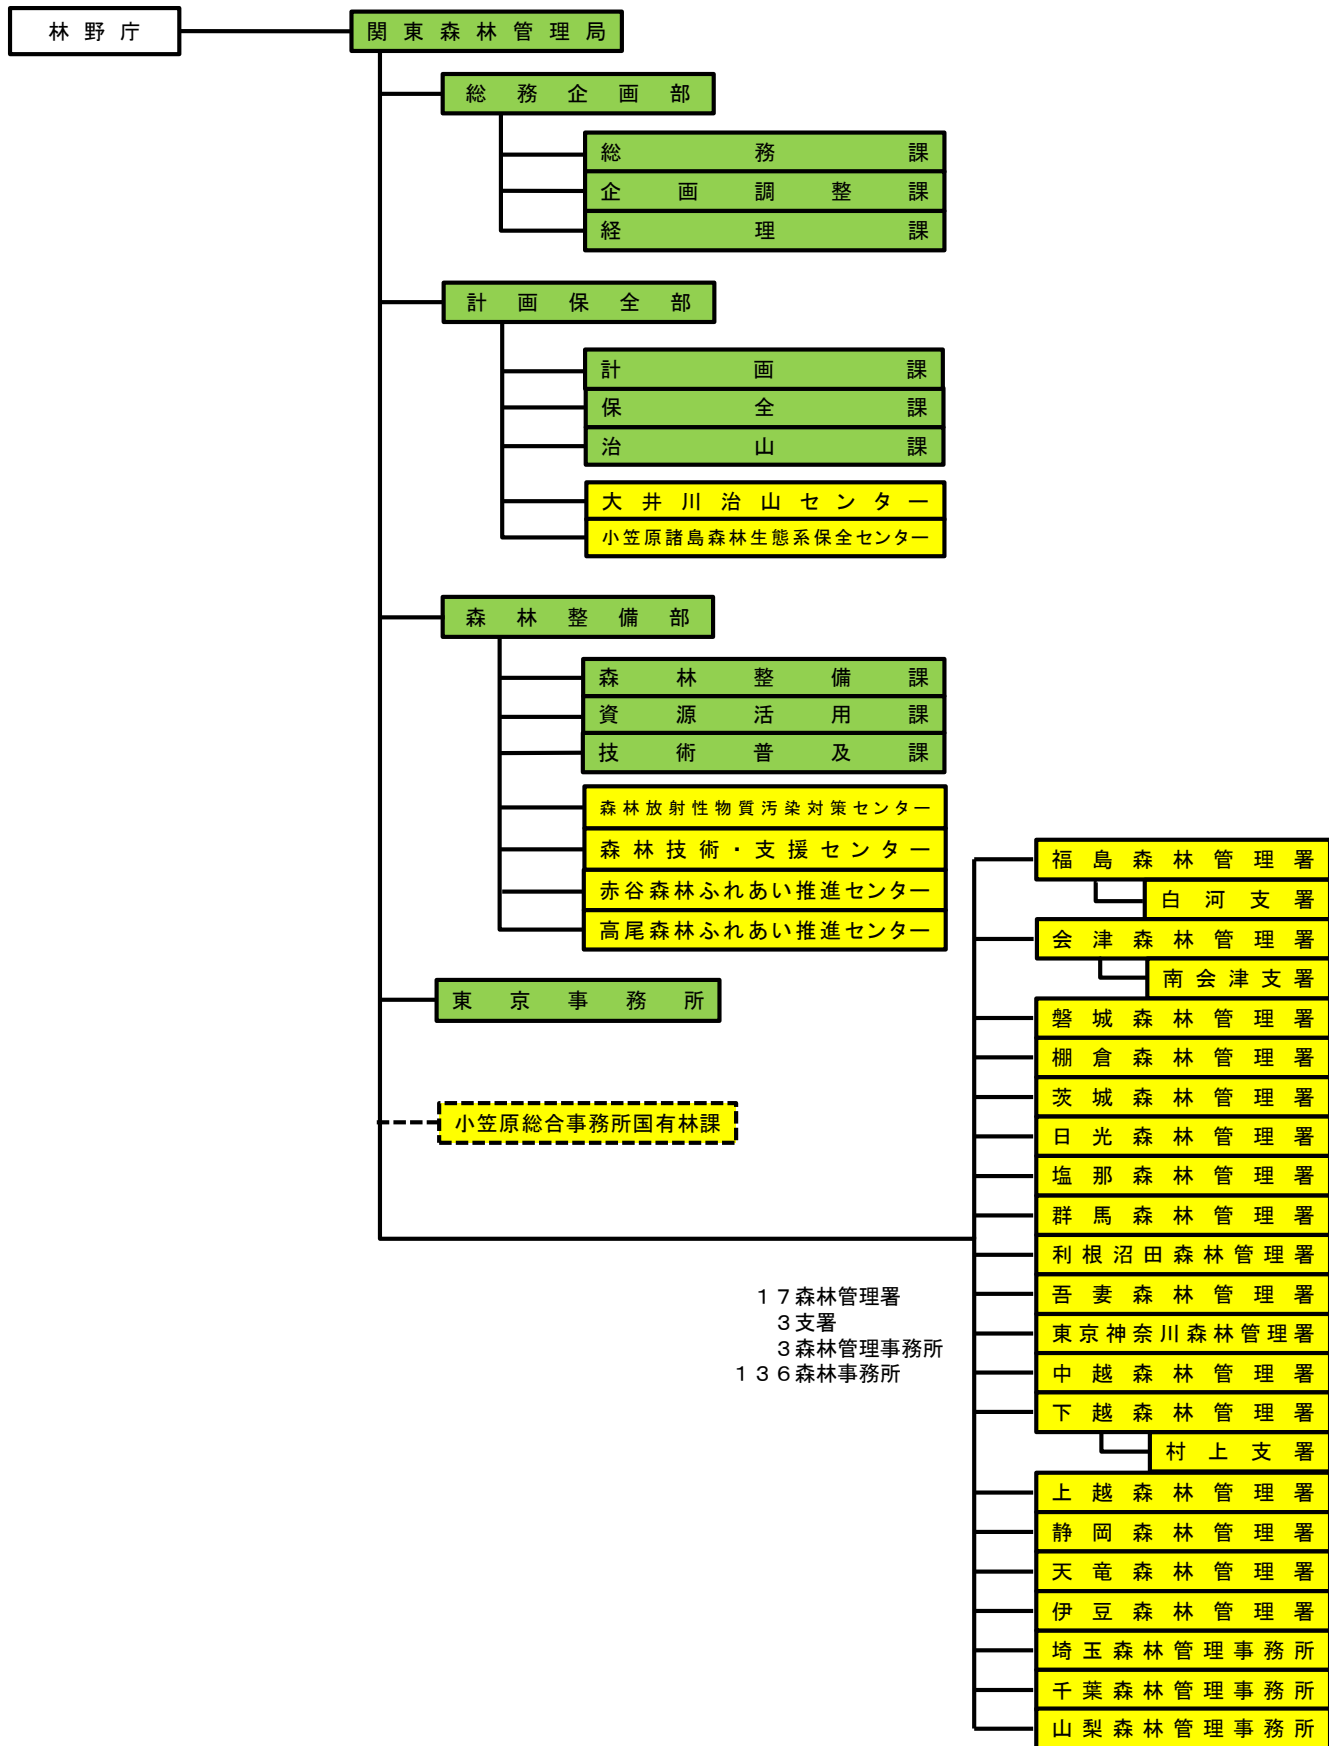 林野庁
関東森林管理局
総務企画部
総務課
企画調整課
経理課
計画保全部
計画課
保全課
治山課
大井川治山センター
小笠原諸島森林生態系保全センター
森林整備部
森林整備課
資源活用課
技術普及課
森林放射性物質汚染対策センター
森林技術・支援センター
赤谷森林ふれあい推進センター
高尾森林ふれあい推進センター
東京事務所
小笠原総合事務所国有林課
１７森林管理署
３支署
３森林管理事務所
１３６森林事務所
福島森林管理署
白河支署
会津森林管理署
南会津支署
磐城森林管理署
棚倉森林管理署
茨城森林管理署
日光森林管理署
塩那森林管理署
群馬森林管理署
利根沼田森林管理署
吾妻森林管理署
東京神奈川森林管理署
中越森林管理署
下越森林管理署
村上支署
上越森林管理署
静岡森林管理署
天竜森林管理署
伊豆森林管理署
埼玉森林管理事務所
千葉森林管理事務所
山梨森林管理事務所